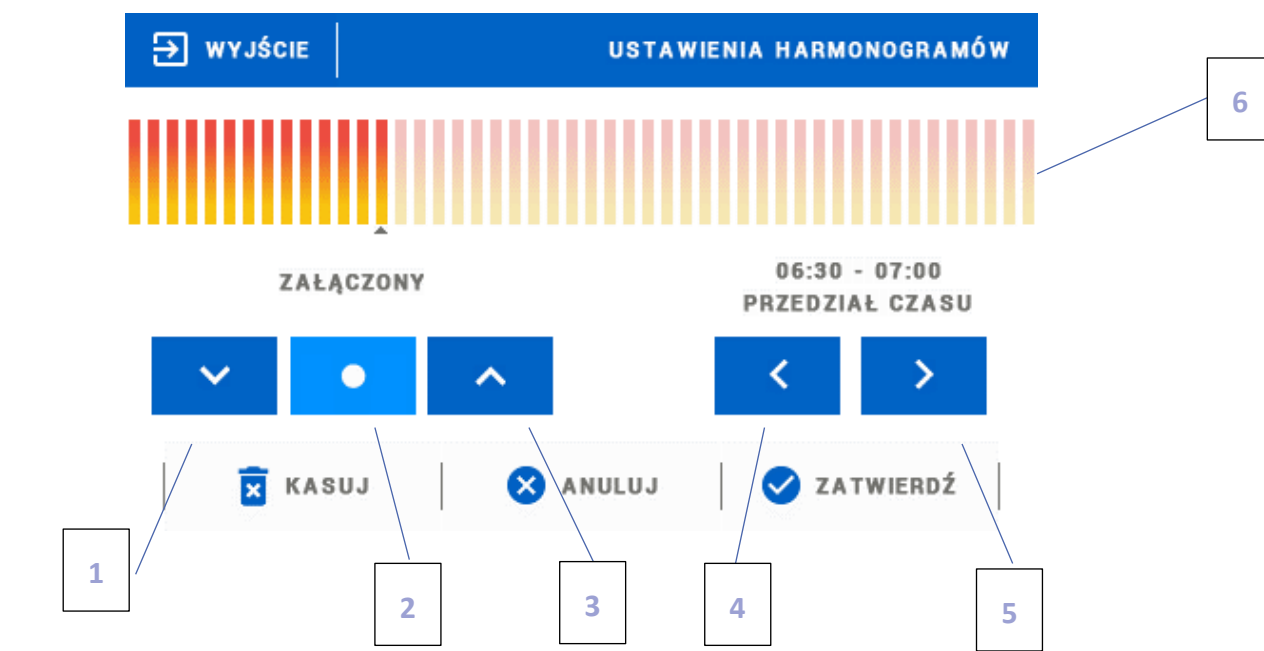 WYJŚCIE
USTAWIENIA HARMONOGRAMÓW
6
ZAŁĄCZONY
06:30 - 07:00
PRZEDZIAŁ CZASU
KASUJ
ANULUJ
ZATWIERDŹ
1
2
3
4
5